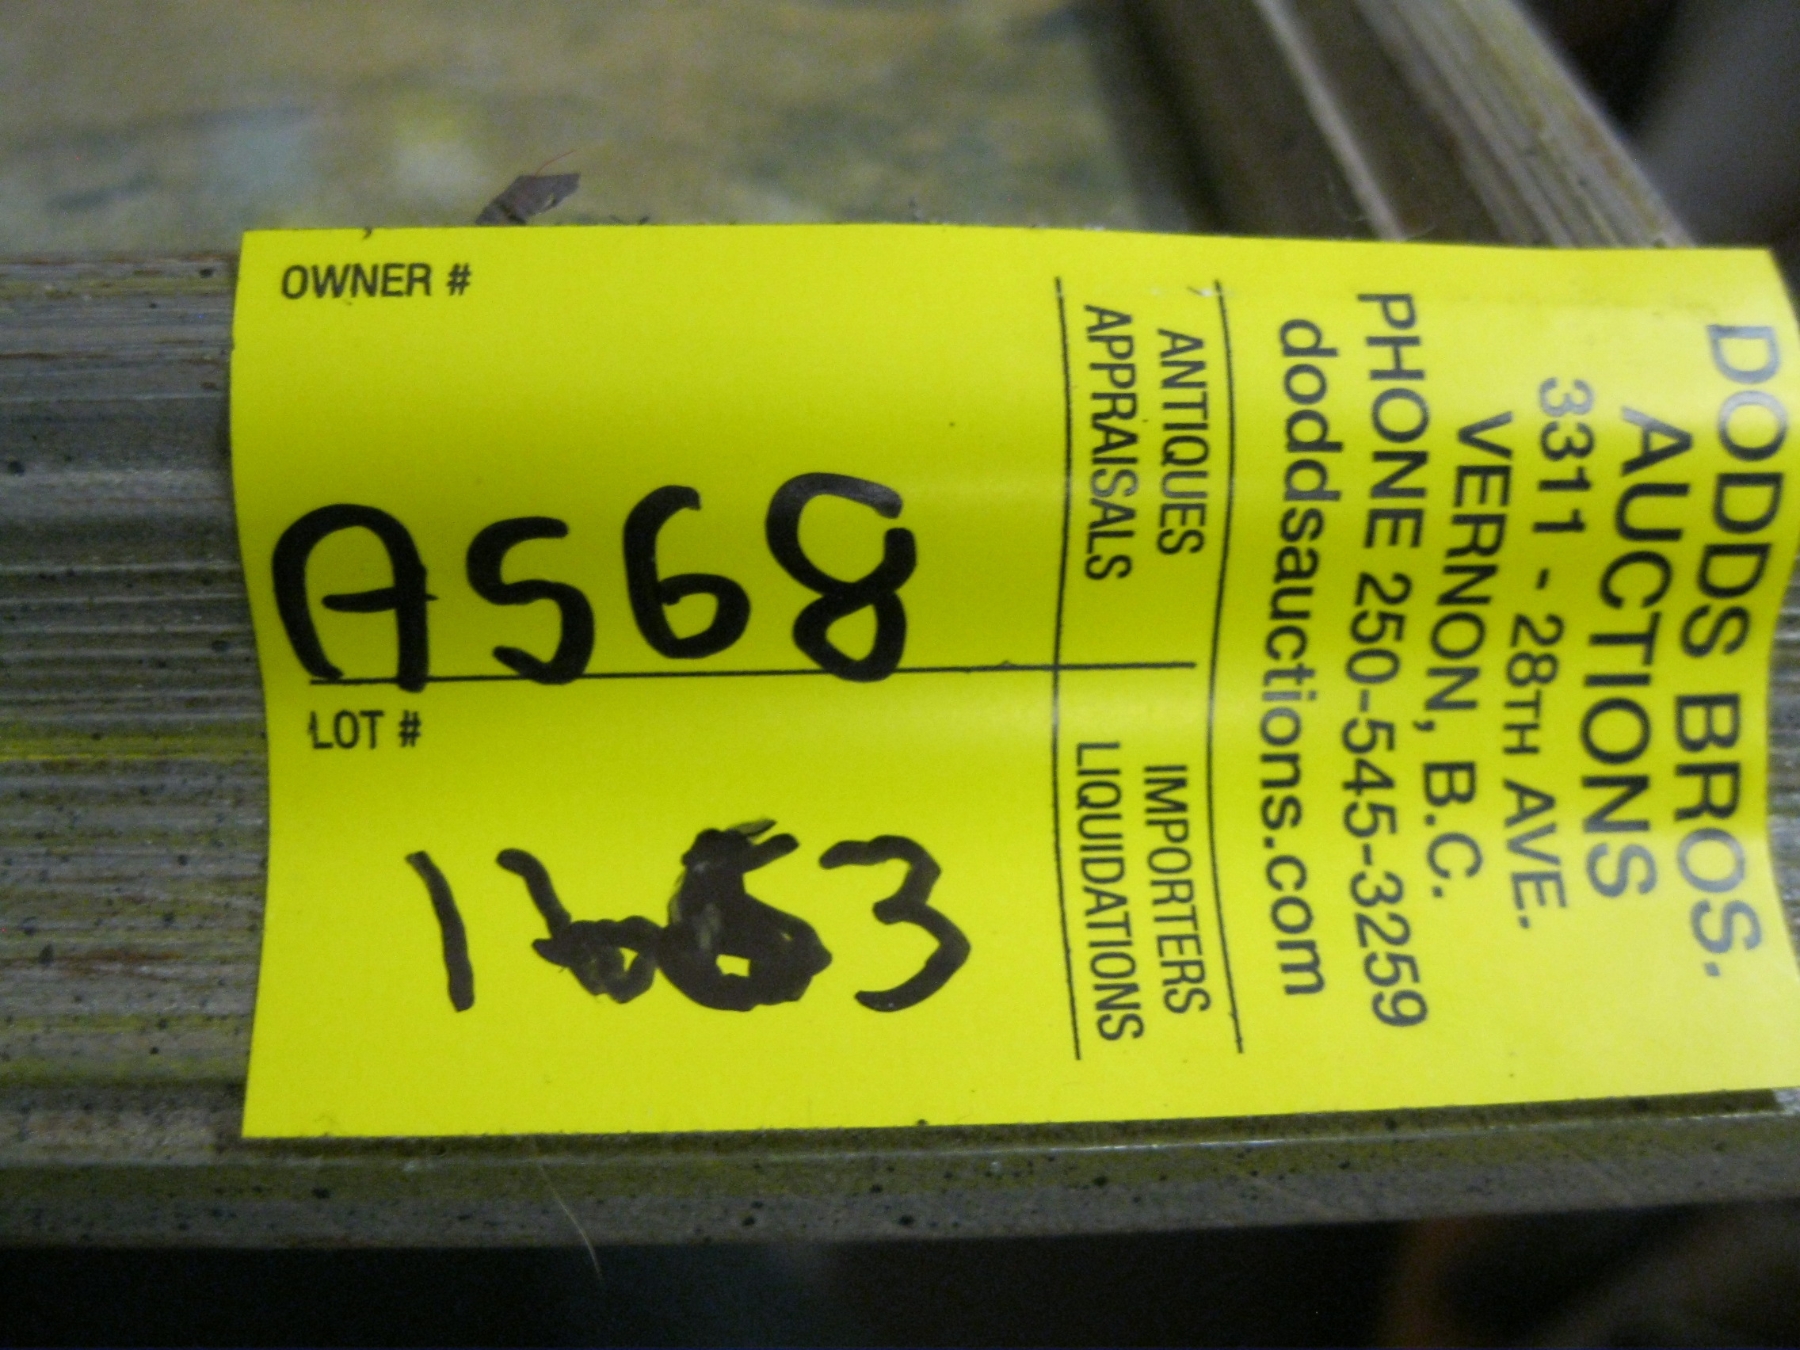 DODDS BROS.
AUCTIONS
3311 - 28TH AVE.
VERNON, B.C.
PHONE 250-545-3259
doddsauctions.com
ANTIQUES
APPRAISALS
IMPORTERS
LIQUIDATIONS
OWNER #
A568
LOT #